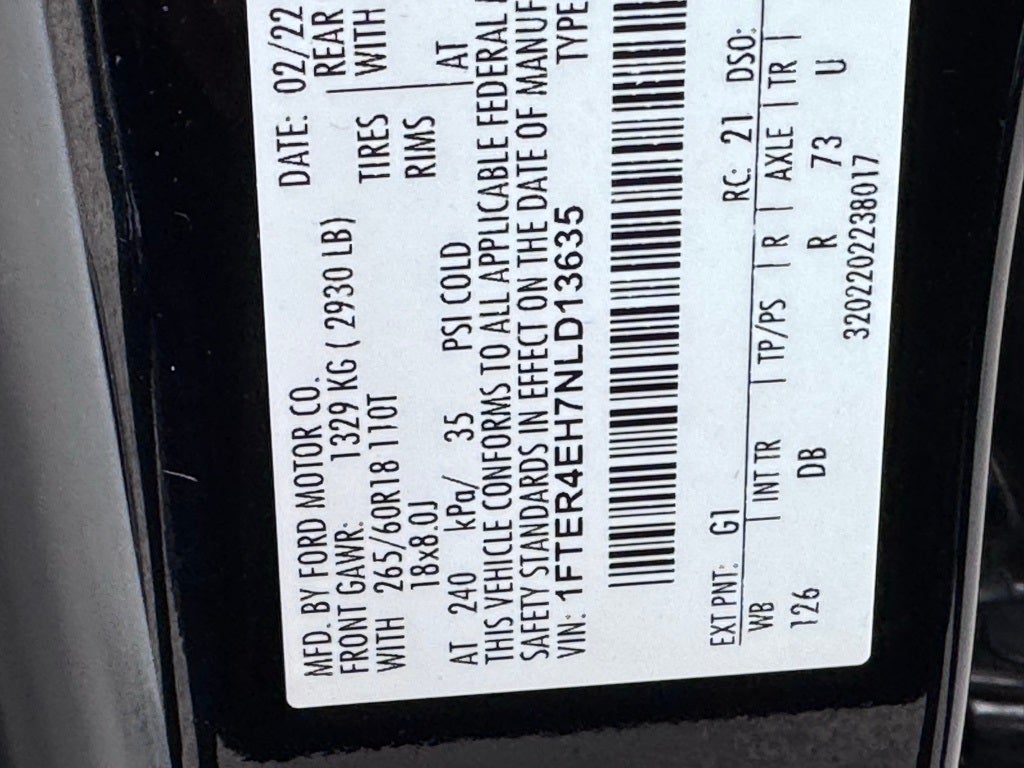 MFD. BY FORD MOTOR CO.
DATE: 02/22
FRONT GAWR: 1329 KG ( 2930 LB)
REAR
WITH 265/60R18 110T TIRES WITH
18x8.0J RIMS
AT 240 kPa/ 35 PSI COLD AT
THIS VEHICLE CONFORMS TO ALL APPLICABLE FEDERAL
SAFETY STANDARDS IN EFFECT ON THE DATE OF MANUF
VIN: 1FTER4EH7NLD13635 TYPE
EXT PNT: G1 RC: 21 DSO:
WB | INT TR | TP/PS | R | AXLE | TR |
126 DB R 73 U
3202202238017